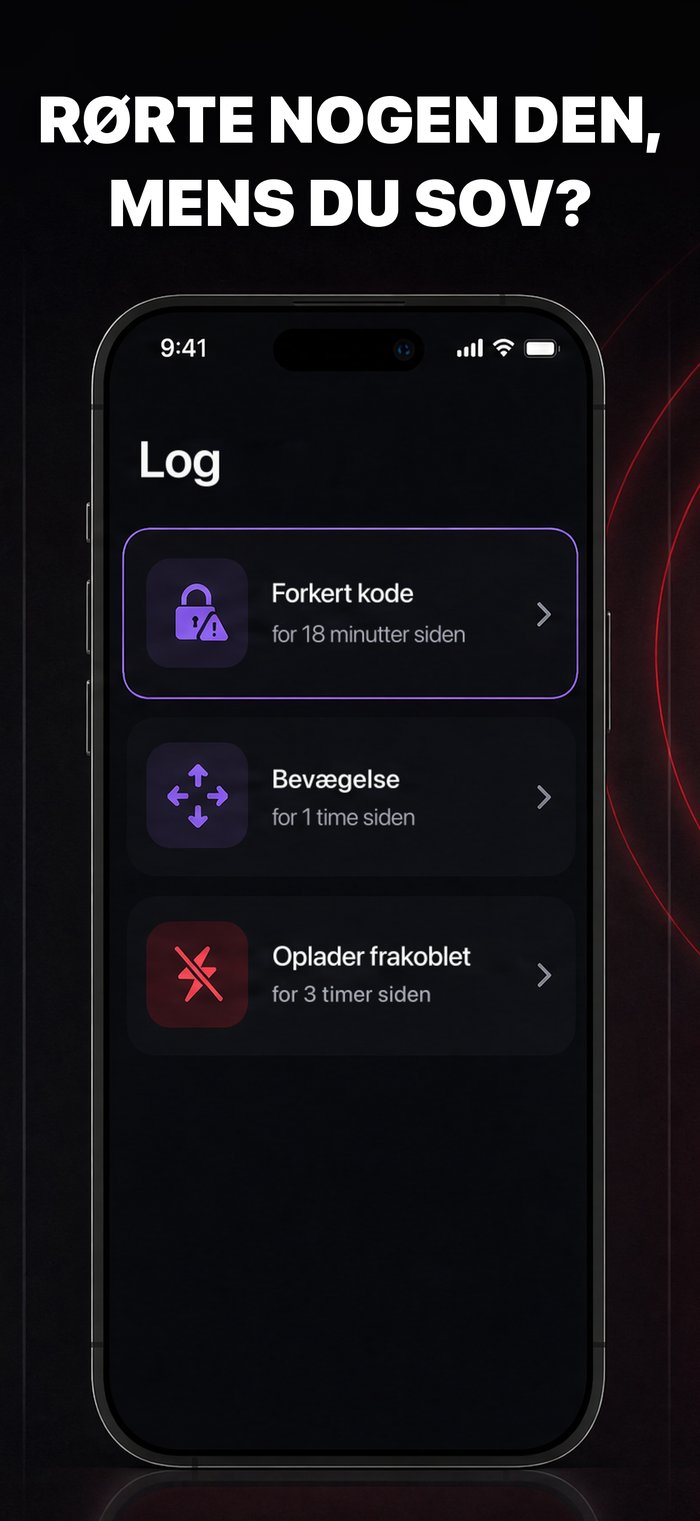 RØRTE NOGEN DEN,
MENS DU SOV?
9:41
Log
Forkert kode
for 18 minutter siden
Bevægelse
for 1 time siden
Oplader frakoblet
for 3 timer siden